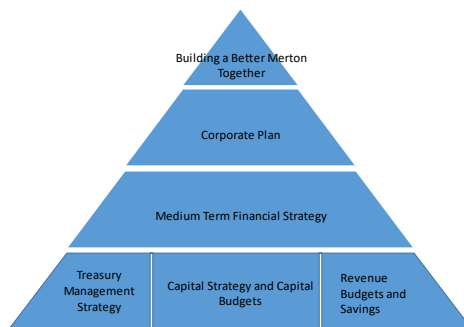 Building a Better Merton
Together
Corporate Plan
Medium Term Financial Strategy
Treasury
Management
Strategy
Capital Strategy and Capital
Budgets
Revenue
Budgets and
Savings